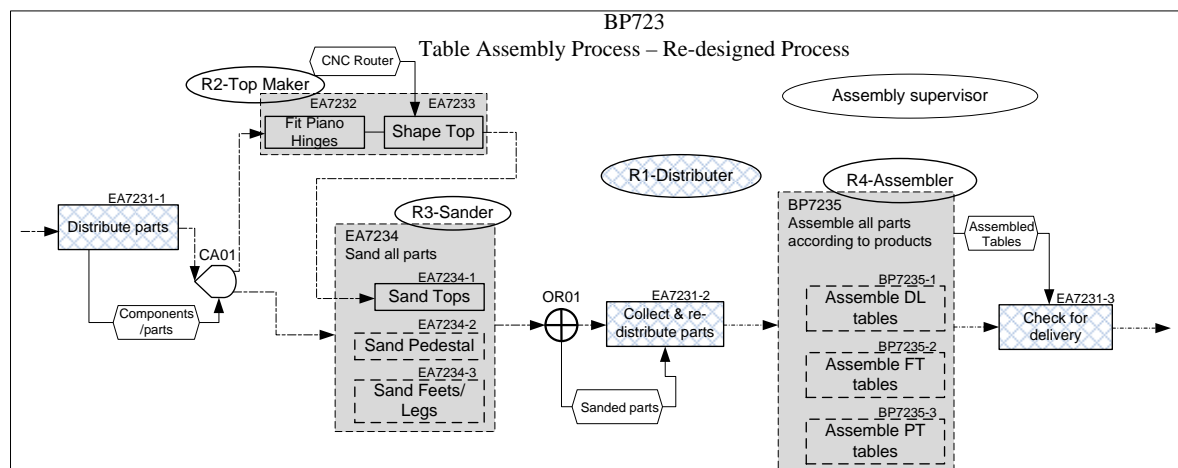 BP723
Table Assembly Process – Re-designed Process
CNC Router
R2-Top Maker
EA7232
EA7233
Fit Piano
Hinges
Shape Top
Assembly supervisor
R1-Distributer
R4-Assembler
EA7231-1
Distribute parts
CA01
Components
/parts
R3-Sander
EA7234
Sand all parts
EA7234-1
Sand Tops
EA7234-2
Sand Pedestal
EA7234-3
Sand Feets/
Legs
OR01
EA7231-2
Collect & re-
distribute parts
Sanded parts
BP7235
Assemble all parts
according to products
BP7235-1
Assemble DL
tables
BP7235-2
Assemble FT
tables
BP7235-3
Assemble PT
tables
Assembled
Tables
EA7231-3
Check for
delivery